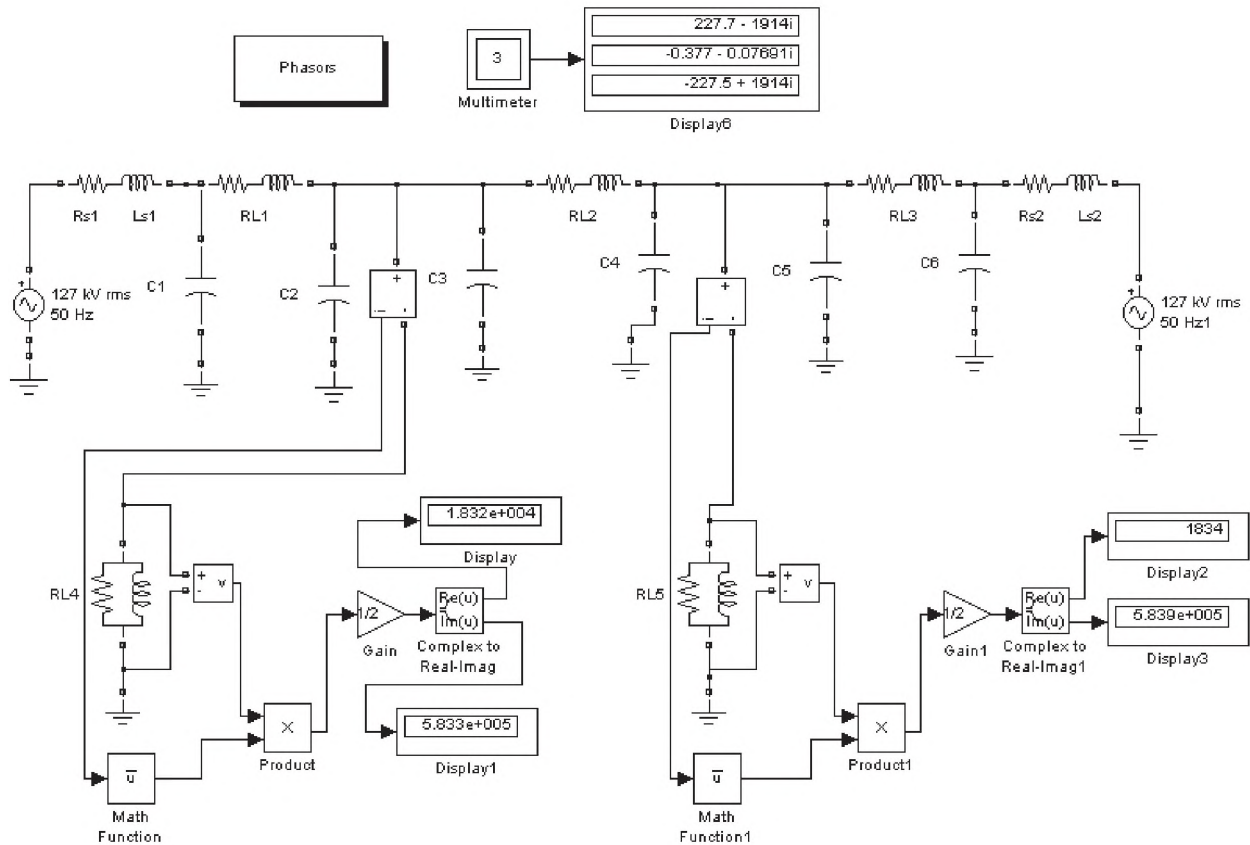 Phasors
3
Multimeter
227.7 - 1914i
-0.377 - 0.07691i
-227.5 + 1914i
Display6
Rs1 Ls1 RL1 RL2 RL3 Rs2 Ls2
127 kV rms
50 Hz
C1
C2
C3
C4
C5
C6
127 kV rms
50 Hz1
+
-
v
RL4
1.832e+004
Display
1/2
Gain
Re(u)
Im(u)
Complex to
Real-Imag
5.833e+005
Display1
×
Product
u
Math
Function
RL5
+
-
v
1/2
Gain1
Re(u)
Im(u)
Complex to
Real-Imag1
1834
Display2
5.839e+005
Display3
×
Product1
u
Math
Function1